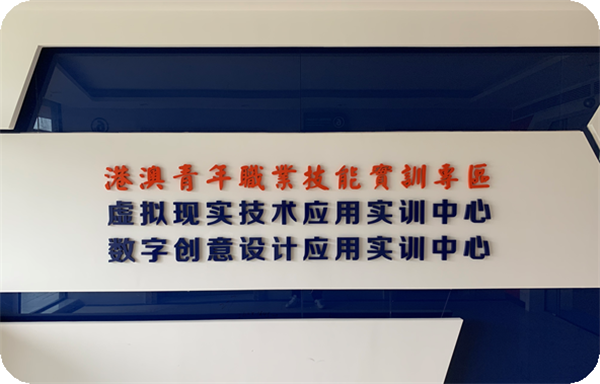 港澳青年職業技能實訓專區
虚拟现实技术应用实训中心
数字创意设计应用实训中心